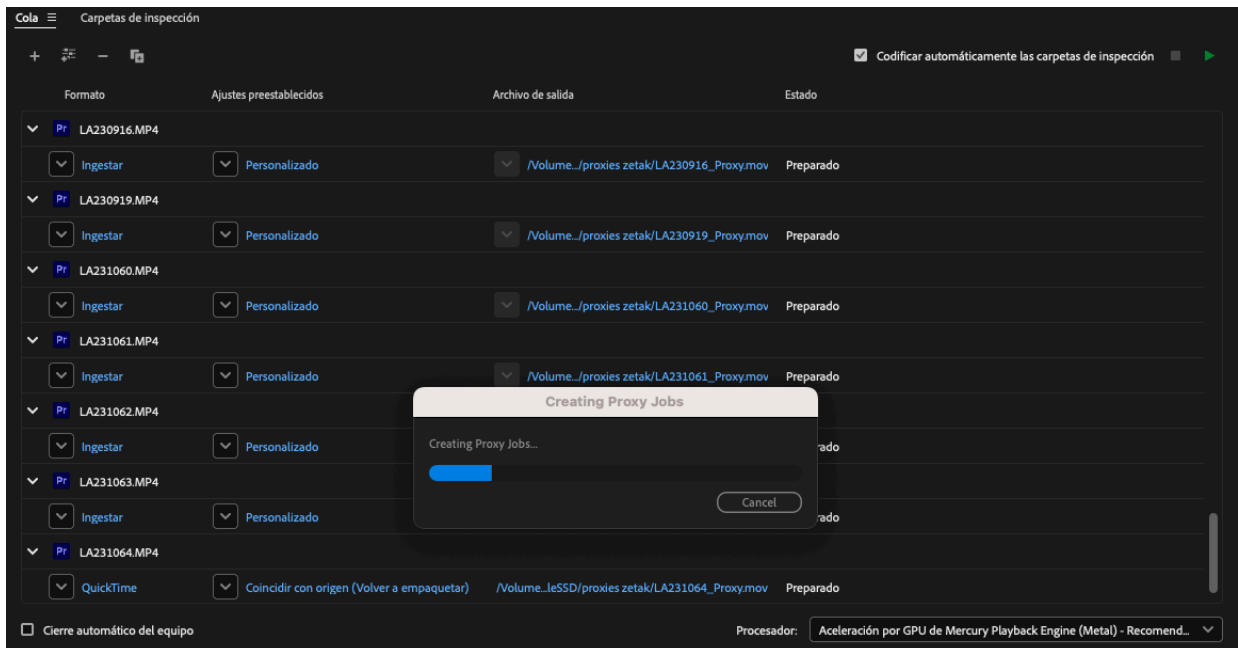 Cola
Carpetas de inspección
Codificar automáticamente las carpetas de inspección
Formato Ajustes preestablecidos Archivo de salida Estado
Pr LA230916.MP4
Ingestar Personalizado /Volume.../proxies zetak/LA230916_Proxy.mov Preparado
Pr LA230919.MP4
Ingestar Personalizado /Volume.../proxies zetak/LA230919_Proxy.mov Preparado
Pr LA231060.MP4
Ingestar Personalizado /Volume.../proxies zetak/LA231060_Proxy.mov Preparado
Pr LA231061.MP4
Ingestar Personalizado /Volume.../proxies zetak/LA231061_Proxy.mov Preparado
Creating Proxy Jobs
Pr LA231062.MP4
Creating Proxy Jobs...
Ingestar Personalizado rado
Pr LA231063.MP4
Cancel
Ingestar Personalizado rado
Pr LA231064.MP4
QuickTime Coincidir con origen (Volver a empaquetar) /Volume...leSSD/proxies zetak/LA231064_Proxy.mov Preparado
Cierre automático del equipo Procesador: Aceleración por GPU de Mercury Playback Engine (Metal) - Recomend...